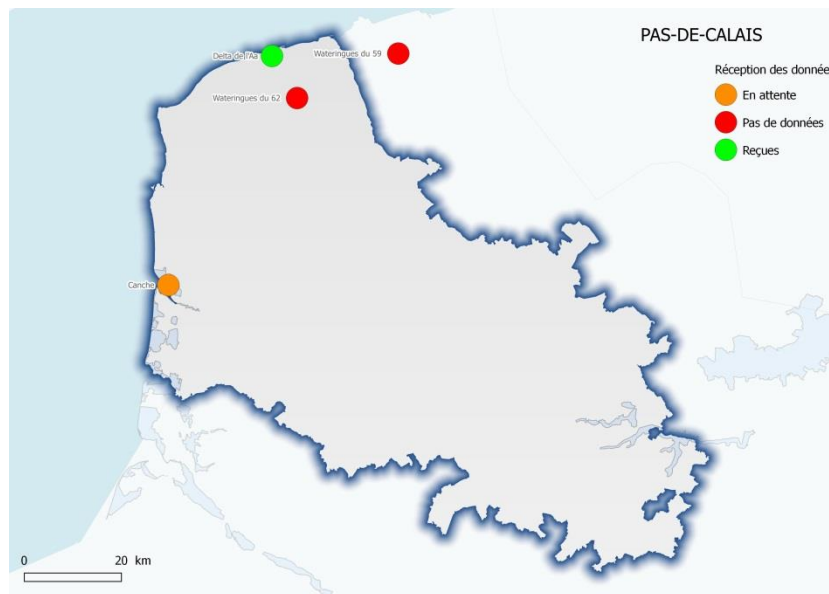 PAS-DE-CALAIS
Wateringues du 59
Delta de l'Aa
Réception des donnée
En attente
Wateringues du 62
Pas de données
Reçues
Canche
0 20 km